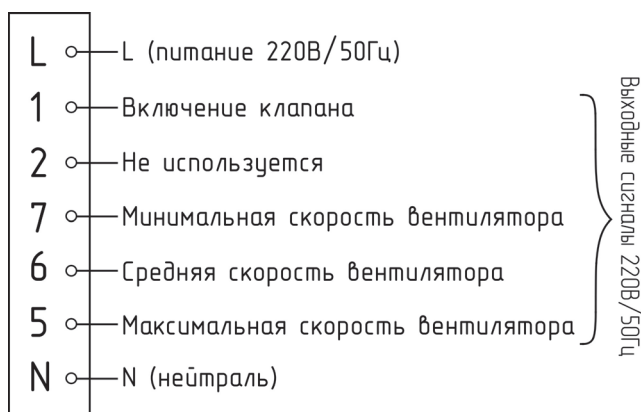 L L (питание 220В/50Гц)
1 Включение клапана
2 Не используется
7 Минимальная скорость вентилятора
6 Средняя скорость вентилятора
5 Максимальная скорость вентилятора
N N (нейтраль)
Выходные сигналы 220В/50Гц